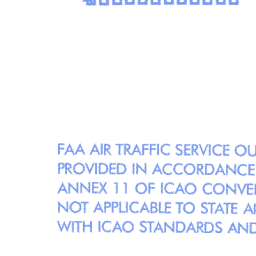 FAA AIR TRAFFIC SERVICE OU
PROVIDED IN ACCORDANCE
ANNEX 11 OF ICAO CONVE
NOT APPLICABLE TO STATE A
WITH ICAO STANDARDS AND